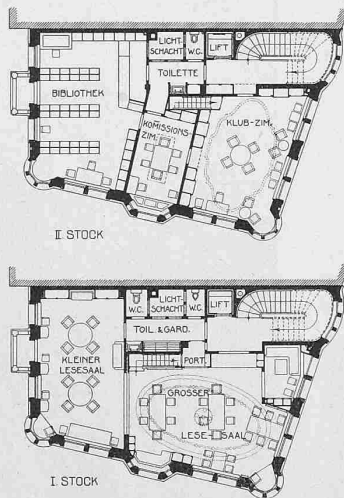 LICHT-
SCHACHT
W.C.
LIFT
TOILETTE
BIBLIOTHEK
KOMISSIONS-
ZIM.
KLUB-ZIM.
II. STOCK
W.C.
LICHT-
SCHACHT
W.C.
LIFT
TOIL. & GARD.
KLEINER
LESESAAL
PORT.
GROSSER
LESE-SAAL
I. STOCK